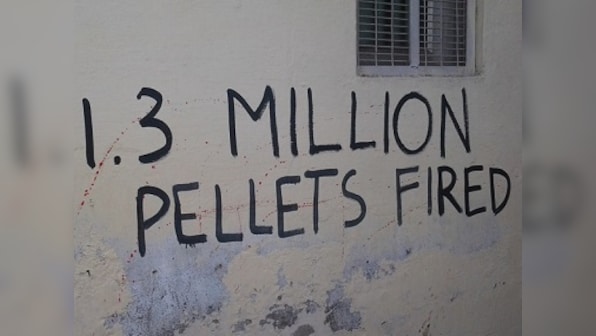 1.3 MILLION
PELLETS FIRED